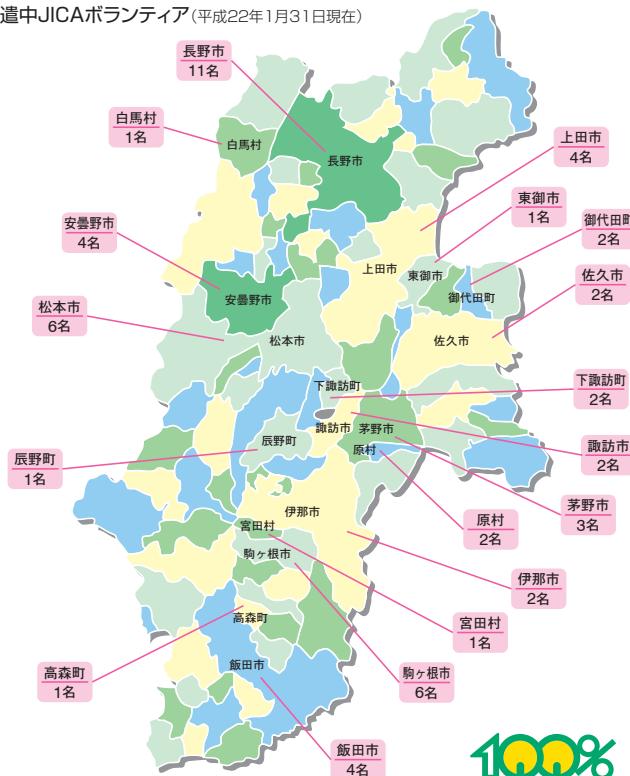 遣中JICAボランティア(平成22年1月31日現在)
長野市
11名
白馬村
1名
安曇野市
4名
松本市
6名
辰野町
1名
高森町
1名
上田市
4名
東御市
1名
御代田町
2名
佐久市
2名
下諏訪町
2名
諏訪市
2名
茅野市
3名
原村
2名
伊那市
2名
宮田村
1名
駒ヶ根市
6名
飯田市
4名
白馬村
長野市
上田市
東御市
御代田町
安曇野市
松本市
佐久市
下諏訪町
諏訪市
茅野市
辰野町
原村
伊那市
宮田村
駒ヶ根市
高森町
飯田市
100%